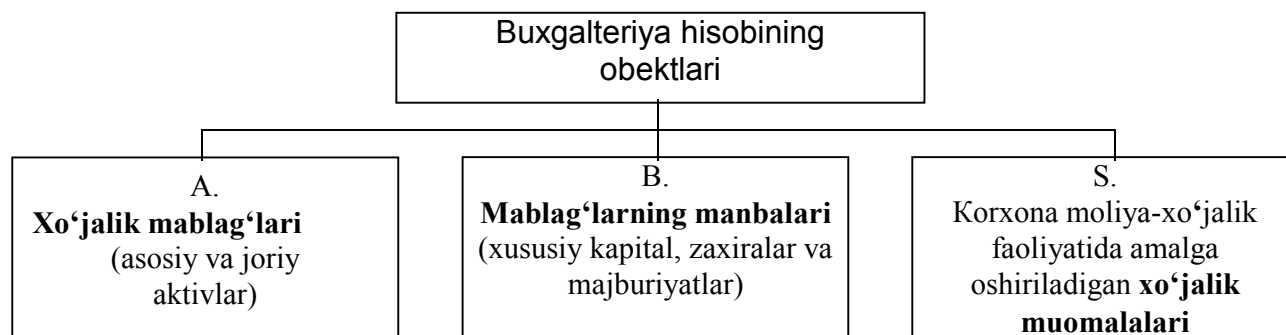 Buxgalteriya hisobining
obektlari
A.
Xo‘jalik mablag‘lari
(asosiy va joriy
aktivlar)
B.
Mablag‘larning manbalari
(xususiy kapital, zaxiralar va
majburiyatlar)
S.
Korxona moliya-xo‘jalik
faoliyatida amalga
oshiriladigan xo‘jalik
muomalalari